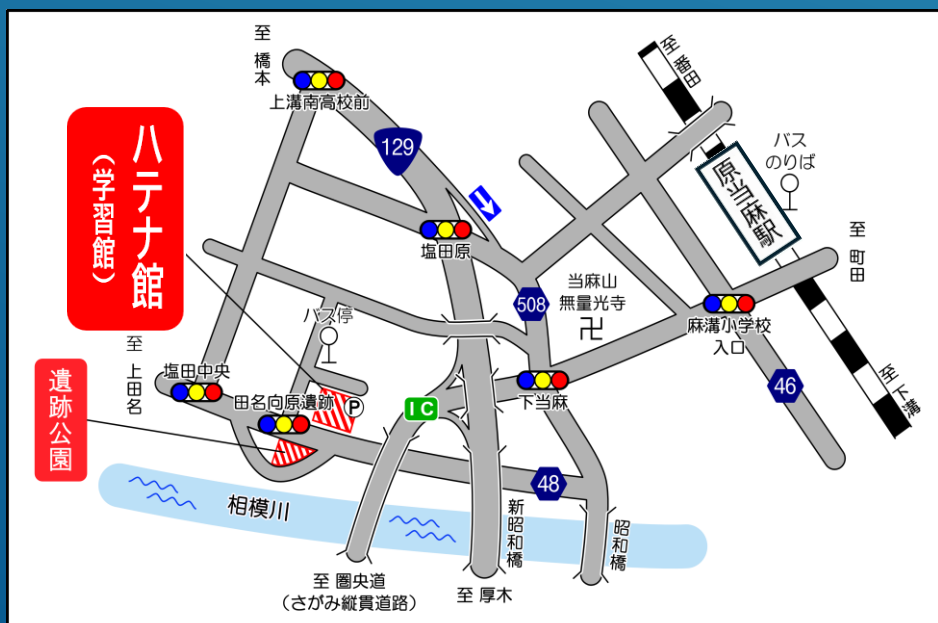 至 橋本
上溝南高校前
129
至 番田
バス
のりば
原当麻駅
ハテナ館
（学習館）
塩田原
至 町田
508
当麻山
無量光寺
卍
麻溝小学校
入口
バス停
至 上田名
塩田中央
遺跡公園
田名向原遺跡
P
IC
下当麻
46
至 下溝
48
相模川
新昭和橋
昭和橋
至 圏央道
（さがみ縦貫道路）
至 厚木